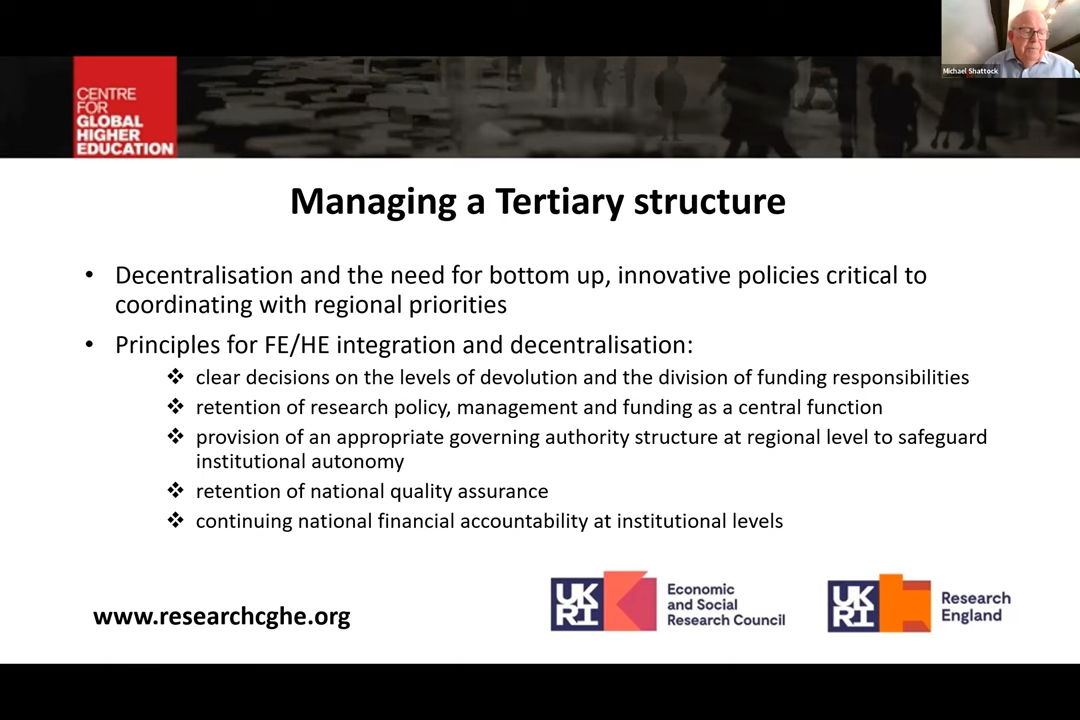 Michael Shattock
CENTRE
FOR
GLOBAL
HIGHER
EDUCATION
Managing a Tertiary structure
• Decentralisation and the need for bottom up, innovative policies critical to
coordinating with regional priorities
• Principles for FE/HE integration and decentralisation:
❖ clear decisions on the levels of devolution and the division of funding responsibilities
❖ retention of research policy, management and funding as a central function
❖ provision of an appropriate governing authority structure at regional level to safeguard
institutional autonomy
❖ retention of national quality assurance
❖ continuing national financial accountability at institutional levels
www.researchcghe.org
UK
RI
Economic
and Social
Research Council
UK
RI
Research
England